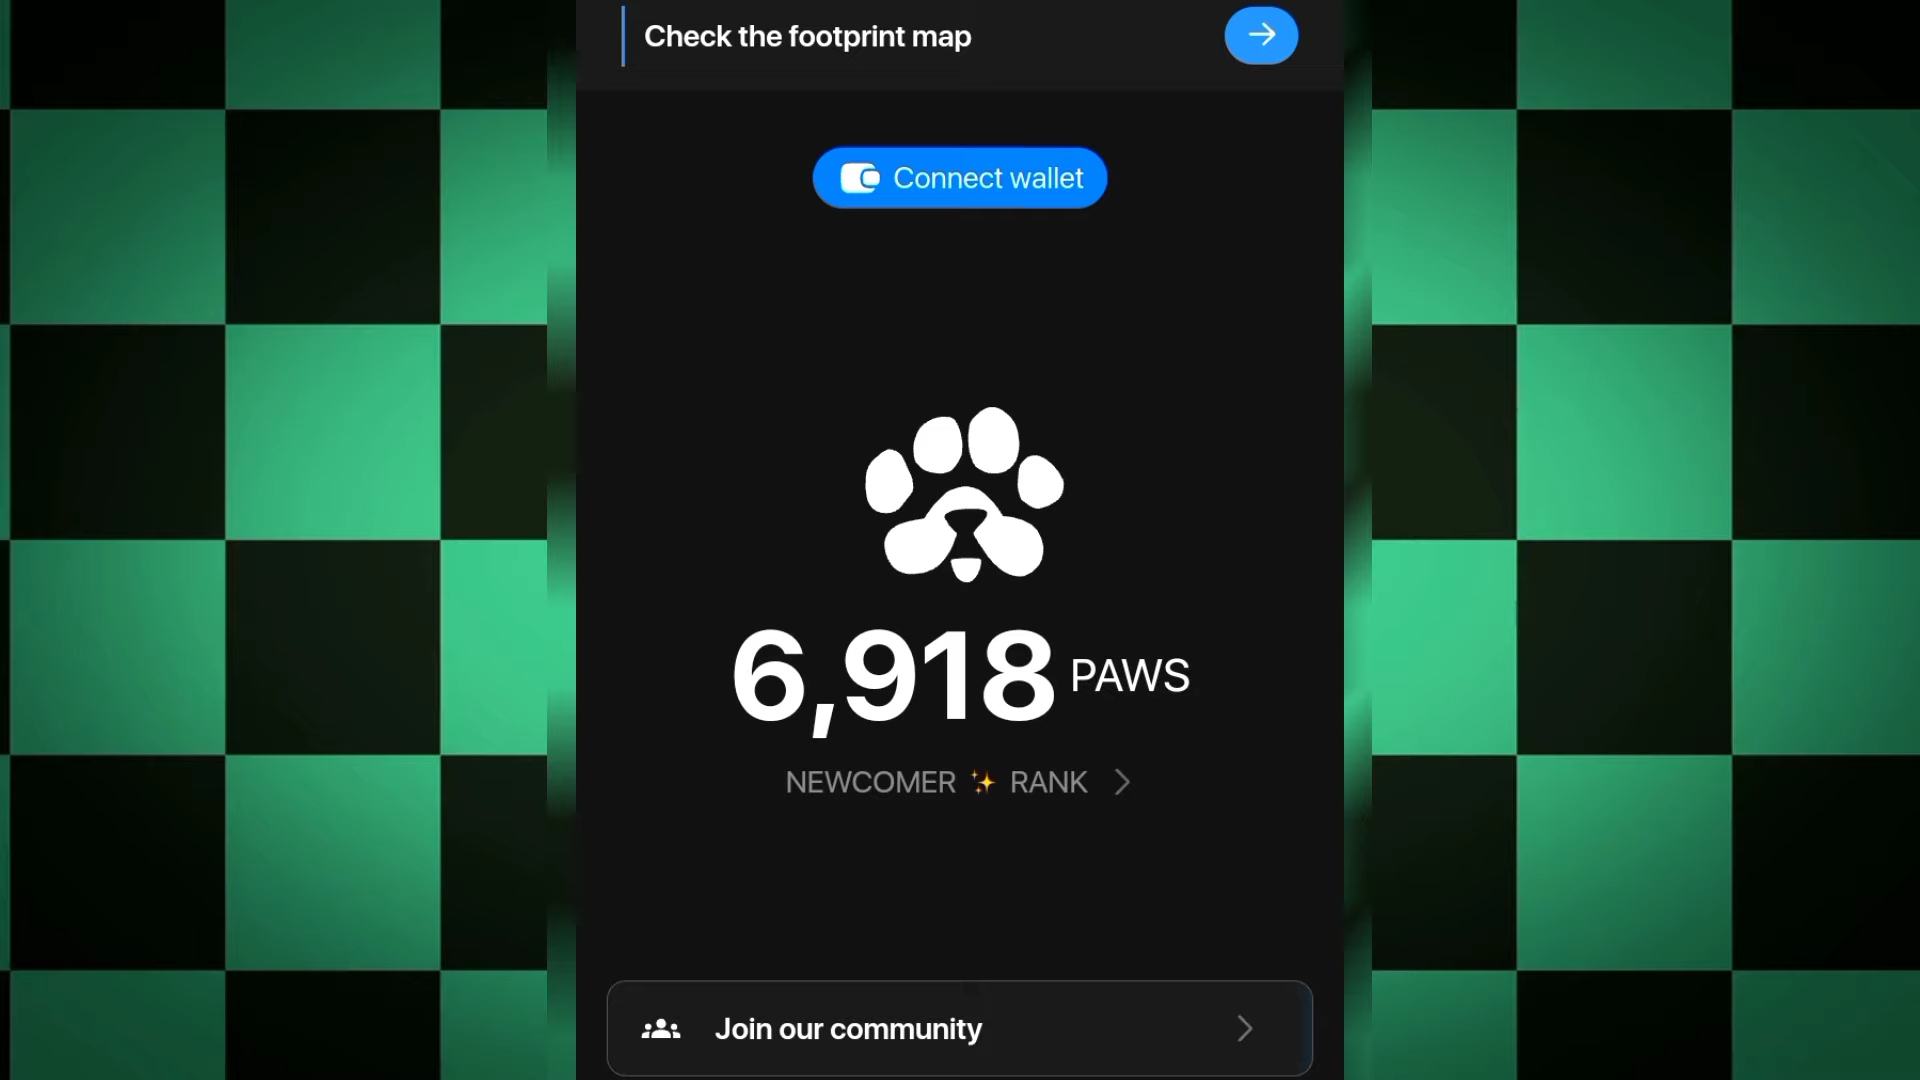 Check the footprint map
Connect wallet
6,918 PAWS
NEWCOMER ✨ RANK
Join our community